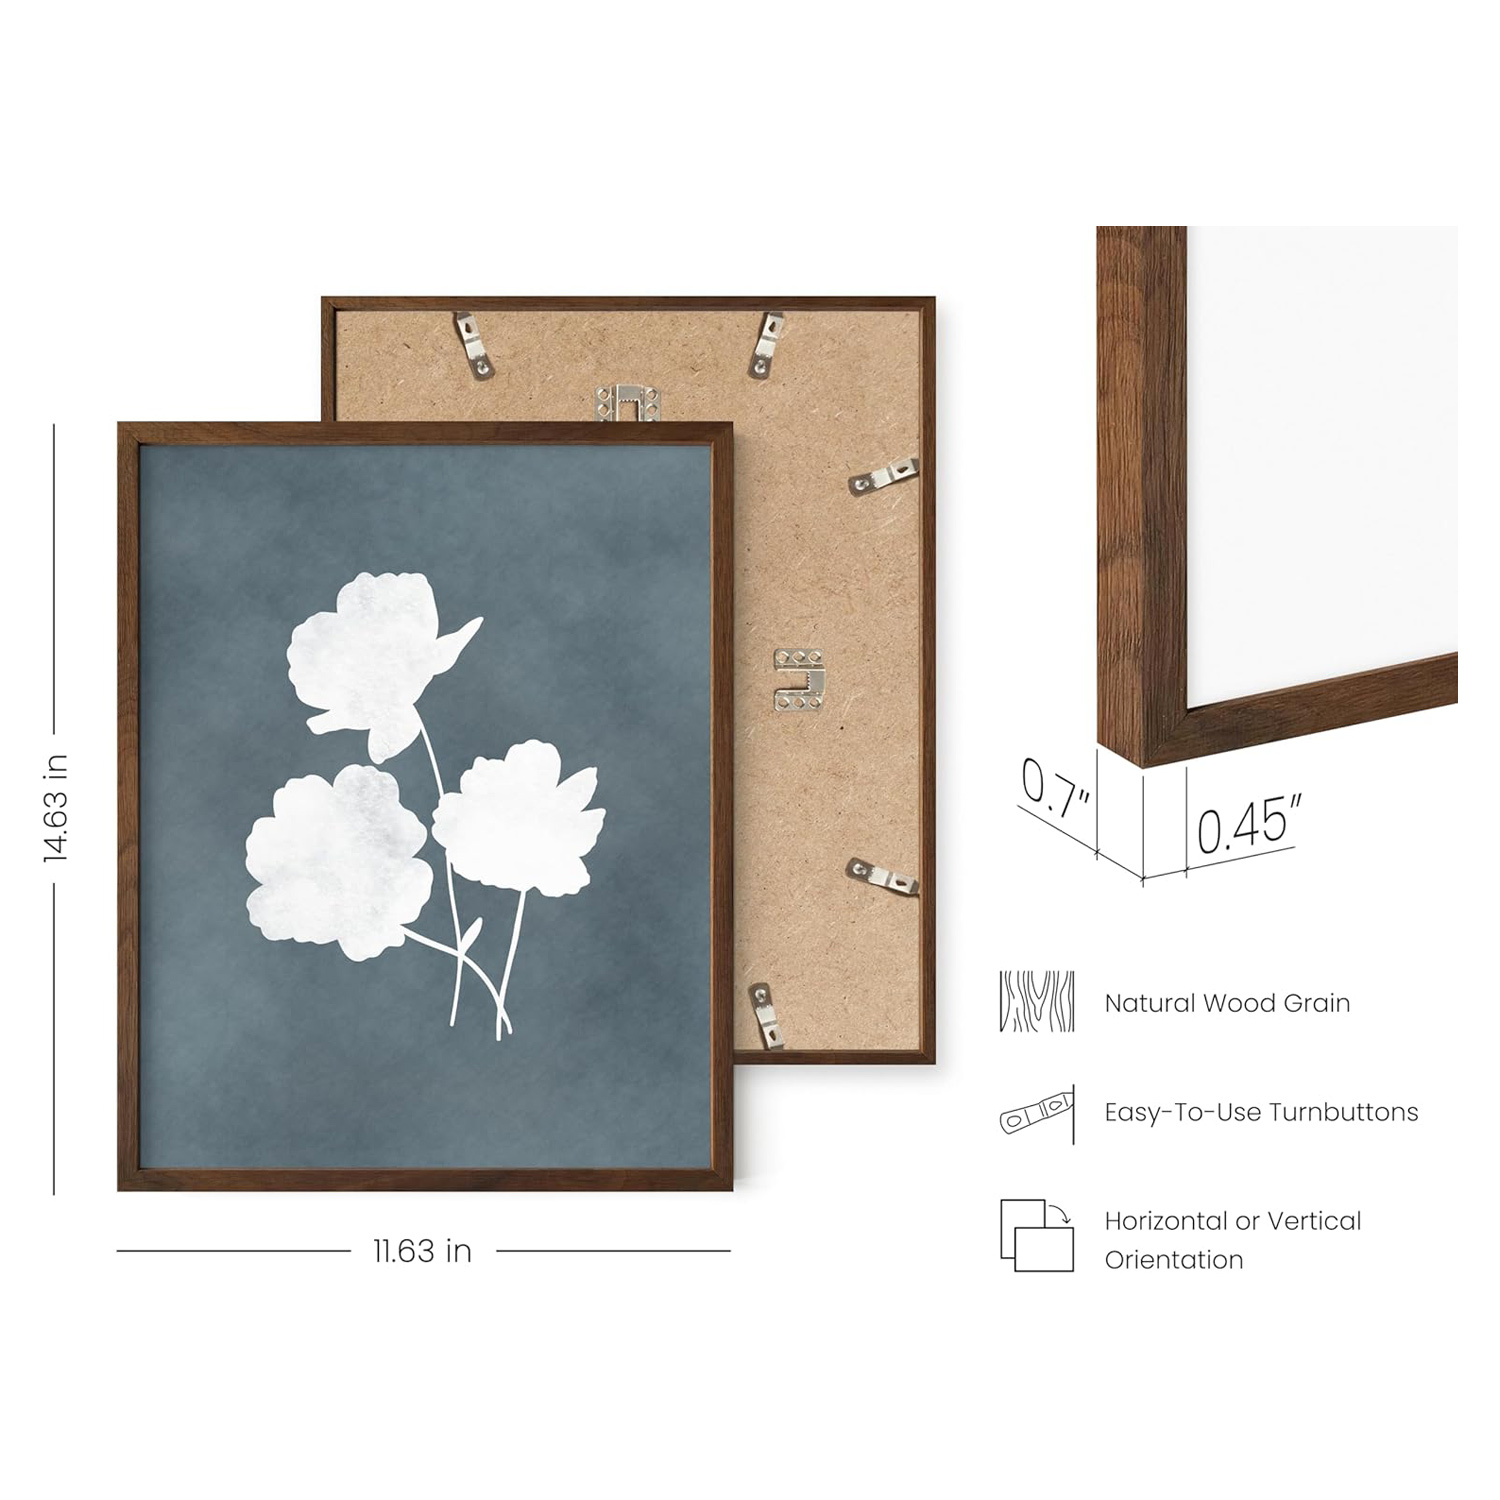 14.63 in
11.63 in
0.7"
0.45"
Natural Wood Grain
Easy-To-Use Turnbuttons
Horizontal or Vertical
Orientation